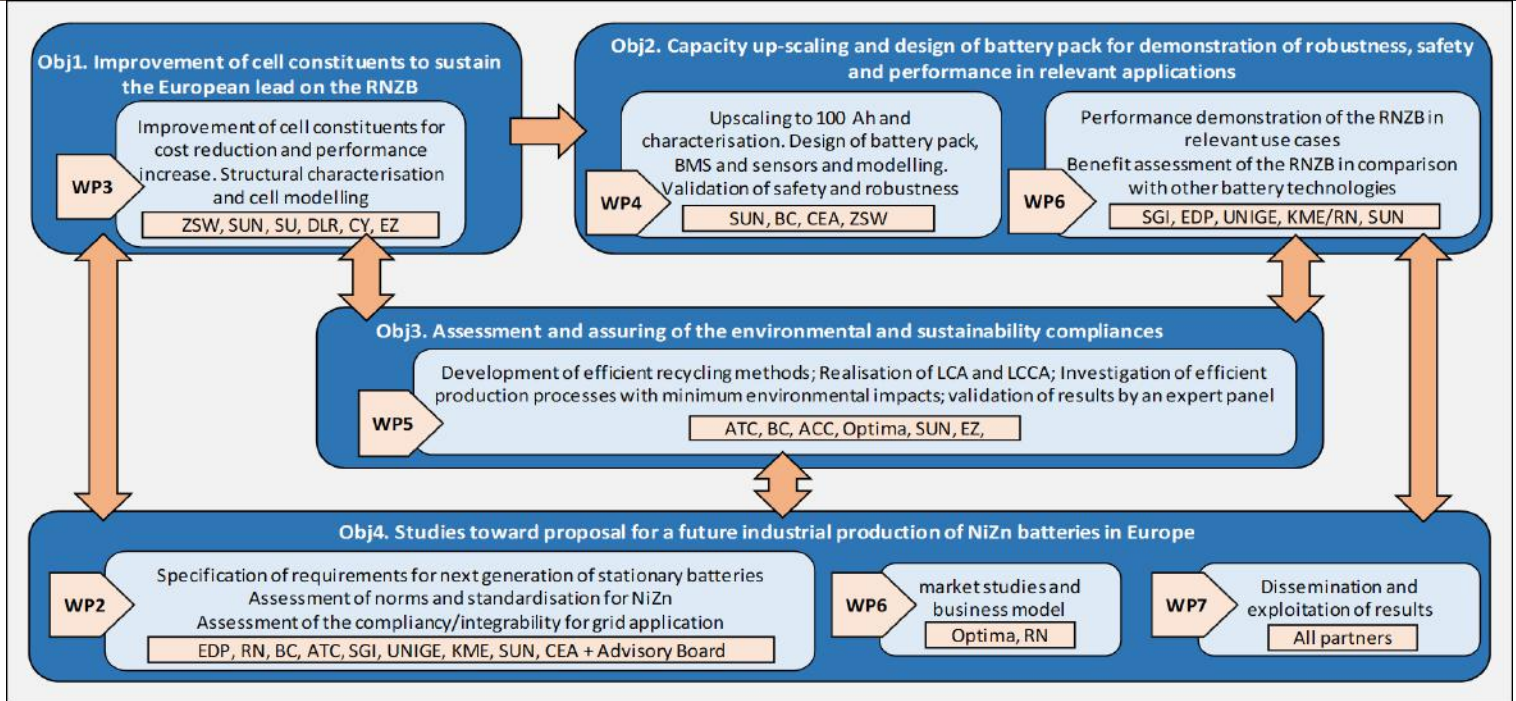 Obj1. Improvement of cell constituents to sustain
the European lead on the RNZB
WP3
Improvement of cell constituents for
cost reduction and performance
increase. Structural characterisation
and cell modelling
ZSW, SUN, SU, DLR, CY, EZ
Obj2. Capacity up-scaling and design of battery pack for demonstration of robustness, safety
and performance in relevant applications
WP4
Upscaling to 100 Ah and
characterisation. Design of battery pack,
BMS and sensors and modelling.
Validation of safety and robustness
SUN, BC, CEA, ZSW
WP6
Performance demonstration of the RNZB in
relevant use cases
Benefit assessment of the RNZB in comparison
with other battery technologies
SGI, EDP, UNIGE, KME/RN, SUN
Obj3. Assessment and assuring of the environmental and sustainability compliances
WP5
Development of efficient recycling methods; Realisation of LCA and LCCA; Investigation of efficient
production processes with minimum environmental impacts; validation of results by an expert panel
ATC, BC, ACC, Optima, SUN, EZ,
Obj4. Studies toward proposal for a future industrial production of NiZn batteries in Europe
WP2
Specification of requirements for next generation of stationary batteries
Assessment of norms and standardisation for NiZn
Assessment of the compliancy/integrability for grid application
EDP, RN, BC, ATC, SGI, UNIGE, KME, SUN, CEA + Advisory Board
WP6
market studies and
business model
Optima, RN
WP7
Dissemination and
exploitation of results
All partners